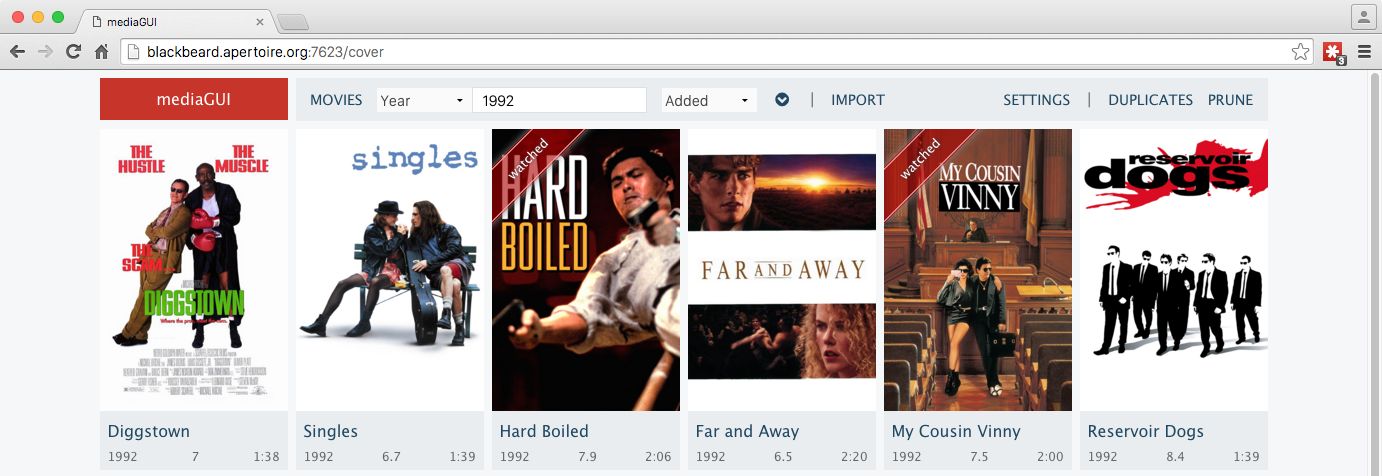 mediaGUI
blackbeard.apertoire.org:7623/cover
3
mediaGUI MOVIES Year 1992 Added | IMPORT SETTINGS | DUPLICATES PRUNE
THE HUSTLE
THE MUSCLE
THE SCAM...
DIGGSTOWN
singles
watched
HARD
BOILED
FAR AND AWAY
watched
MY COUSIN
VINNY
reservoir
dogs
Diggstown
1992 7 1:38
Singles
1992 6.7 1:39
Hard Boiled
1992 7.9 2:06
Far and Away
1992 6.5 2:20
My Cousin Vinny
1992 7.5 2:00
Reservoir Dogs
1992 8.4 1:39